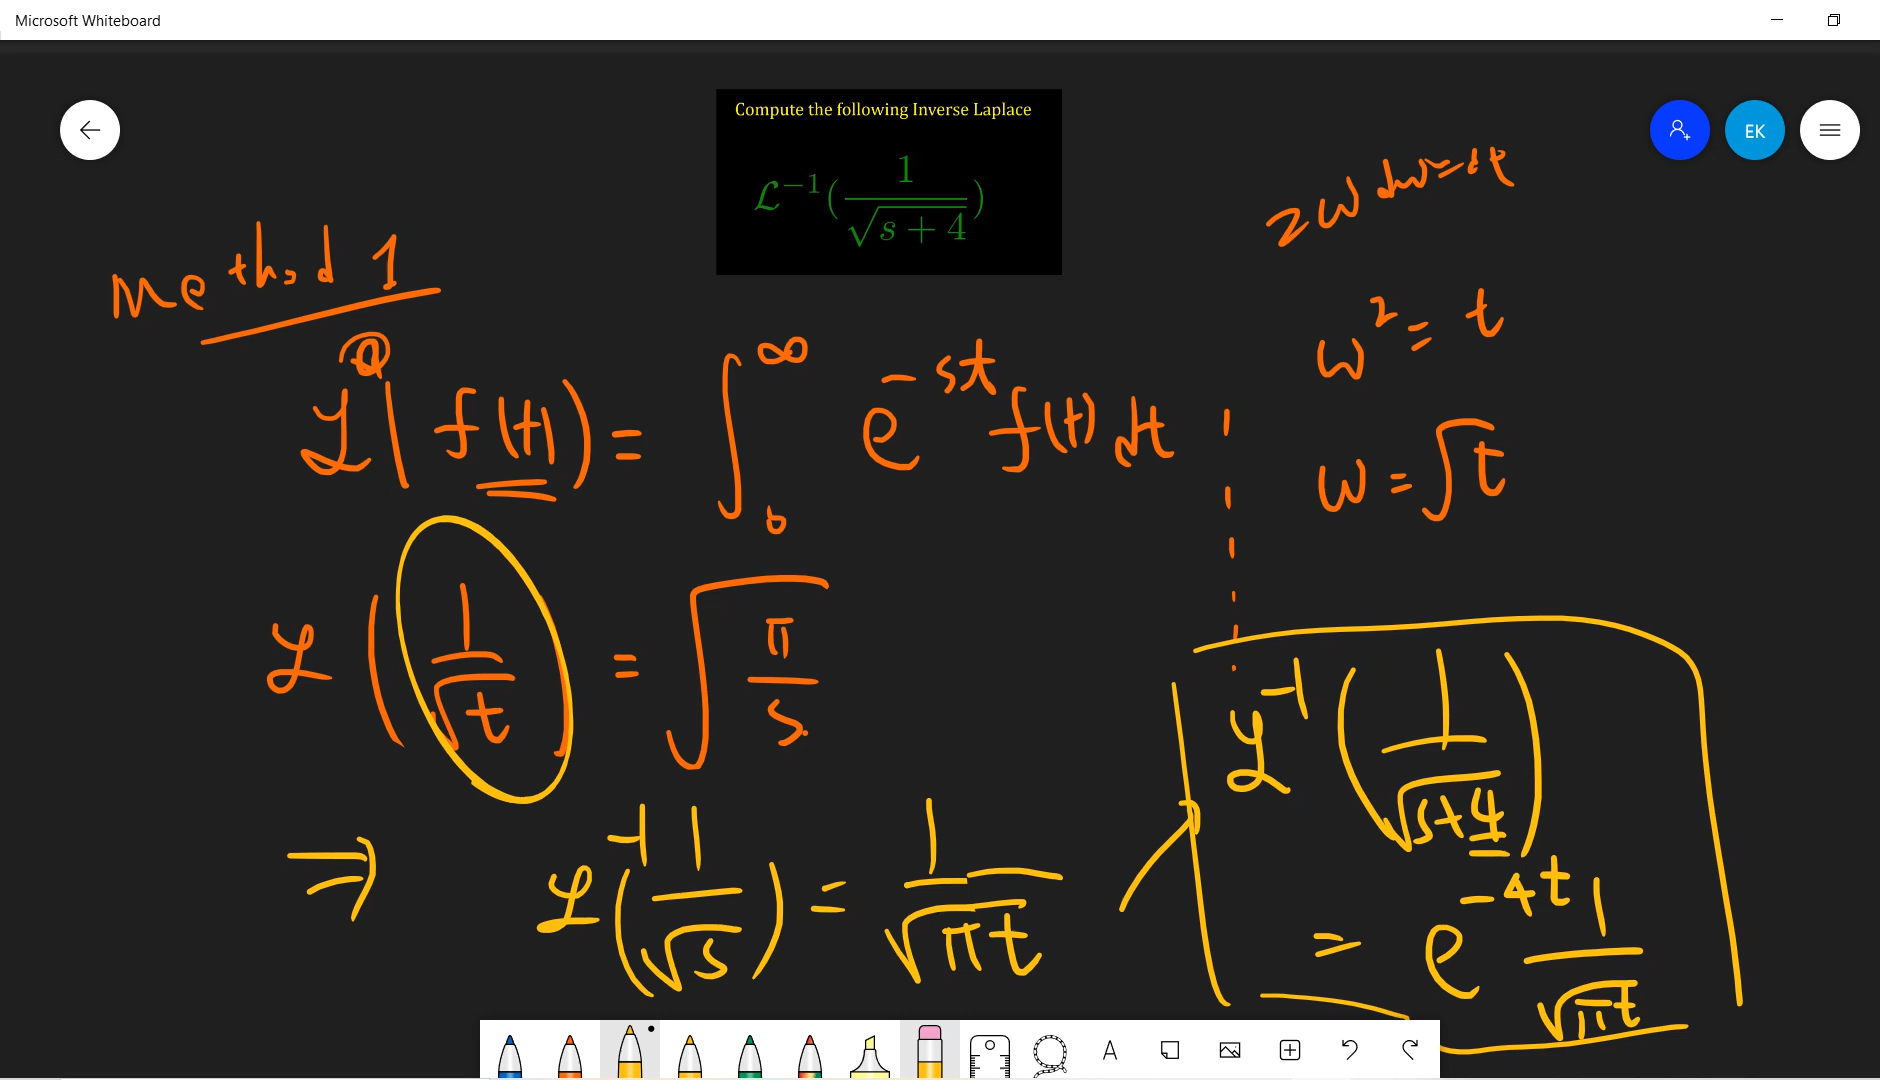 Microsoft Whiteboard
EK
Compute the following Inverse Laplace
ℒ⁻¹(1/√(s+4))
Method 1
2w dw = dt
w² = t
w = √t
ℒ(f(t)) = ∫₀^∞ e^(-st) f(t) dt
ℒ(1/√t) = √(π/s)
⇒ ℒ⁻¹(1/√s) = 1/√(πt)
ℒ⁻¹(1/√(s+4))
= e^(-4t) 1/√(πt)
A